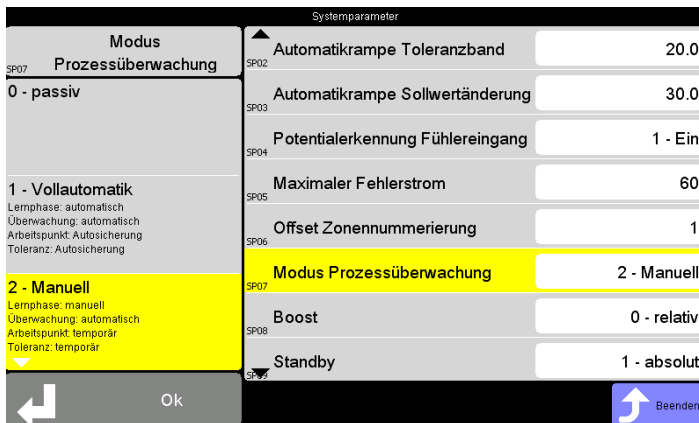 Systemparameter
Modus
SP07 Prozessüberwachung
0 - passiv
1 - Vollautomatik
Lernphase: automatisch
Überwachung: automatisch
Arbeitspunkt: Autosicherung
Toleranz: Autosicherung
2 - Manuell
Lernphase: manuell
Überwachung: automatisch
Arbeitspunkt: temporär
Toleranz: temporär
Ok
SP02 Automatikrampe Toleranzband 20.0
SP03 Automatikrampe Sollwertänderung 30.0
SP04 Potentialerkennung Fühlereingang 1 - Ein
SP05 Maximaler Fehlerstrom 60
SP06 Offset Zonennummerierung 1
SP07 Modus Prozessüberwachung 2 - Manuell
SP08 Boost 0 - relativ
SP09 Standby 1 - absolut
Beenden